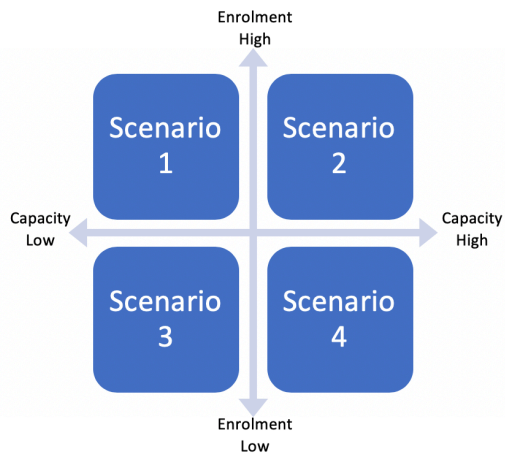 Enrolment
High
Scenario
1
Scenario
2
Capacity
Low
Capacity
High
Scenario
3
Scenario
4
Enrolment
Low